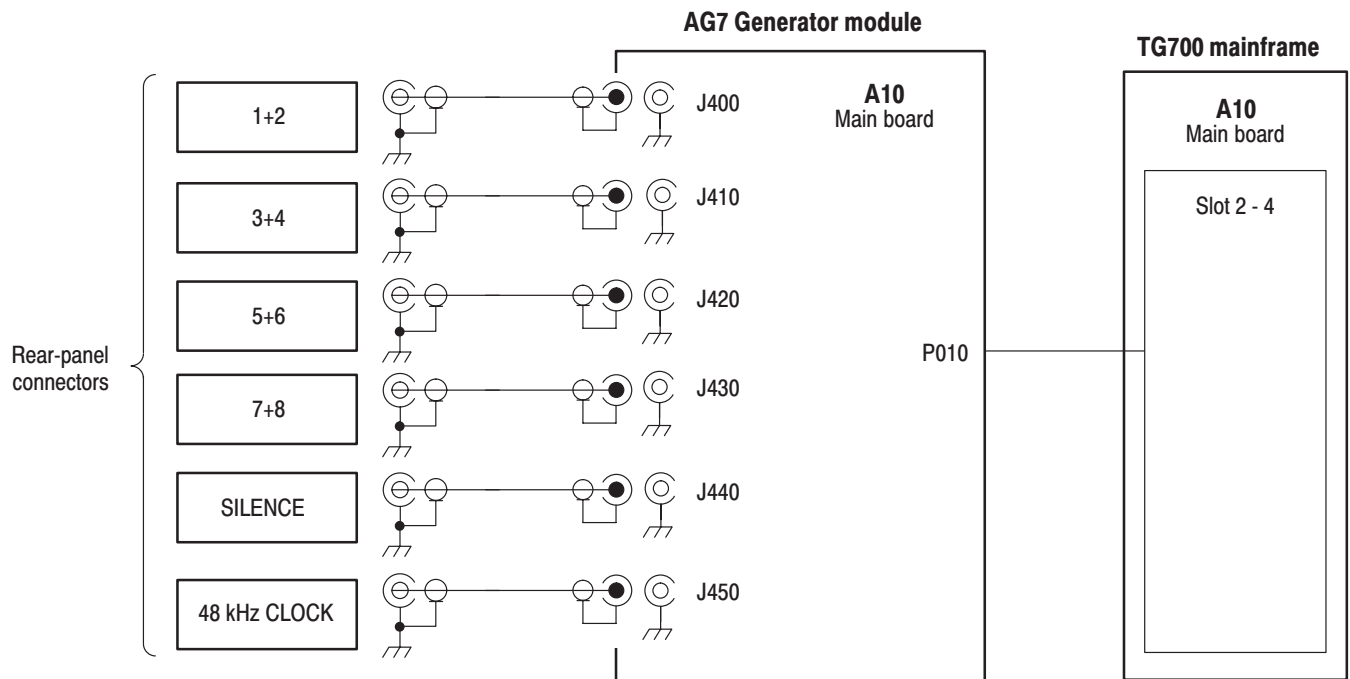 AG7 Generator module
TG700 mainframe
1+2
J400
A10
Main board
A10
Main board
3+4
J410
Slot 2 - 4
5+6
J420
Rear-panel
connectors
P010
7+8
J430
SILENCE
J440
48 kHz CLOCK
J450